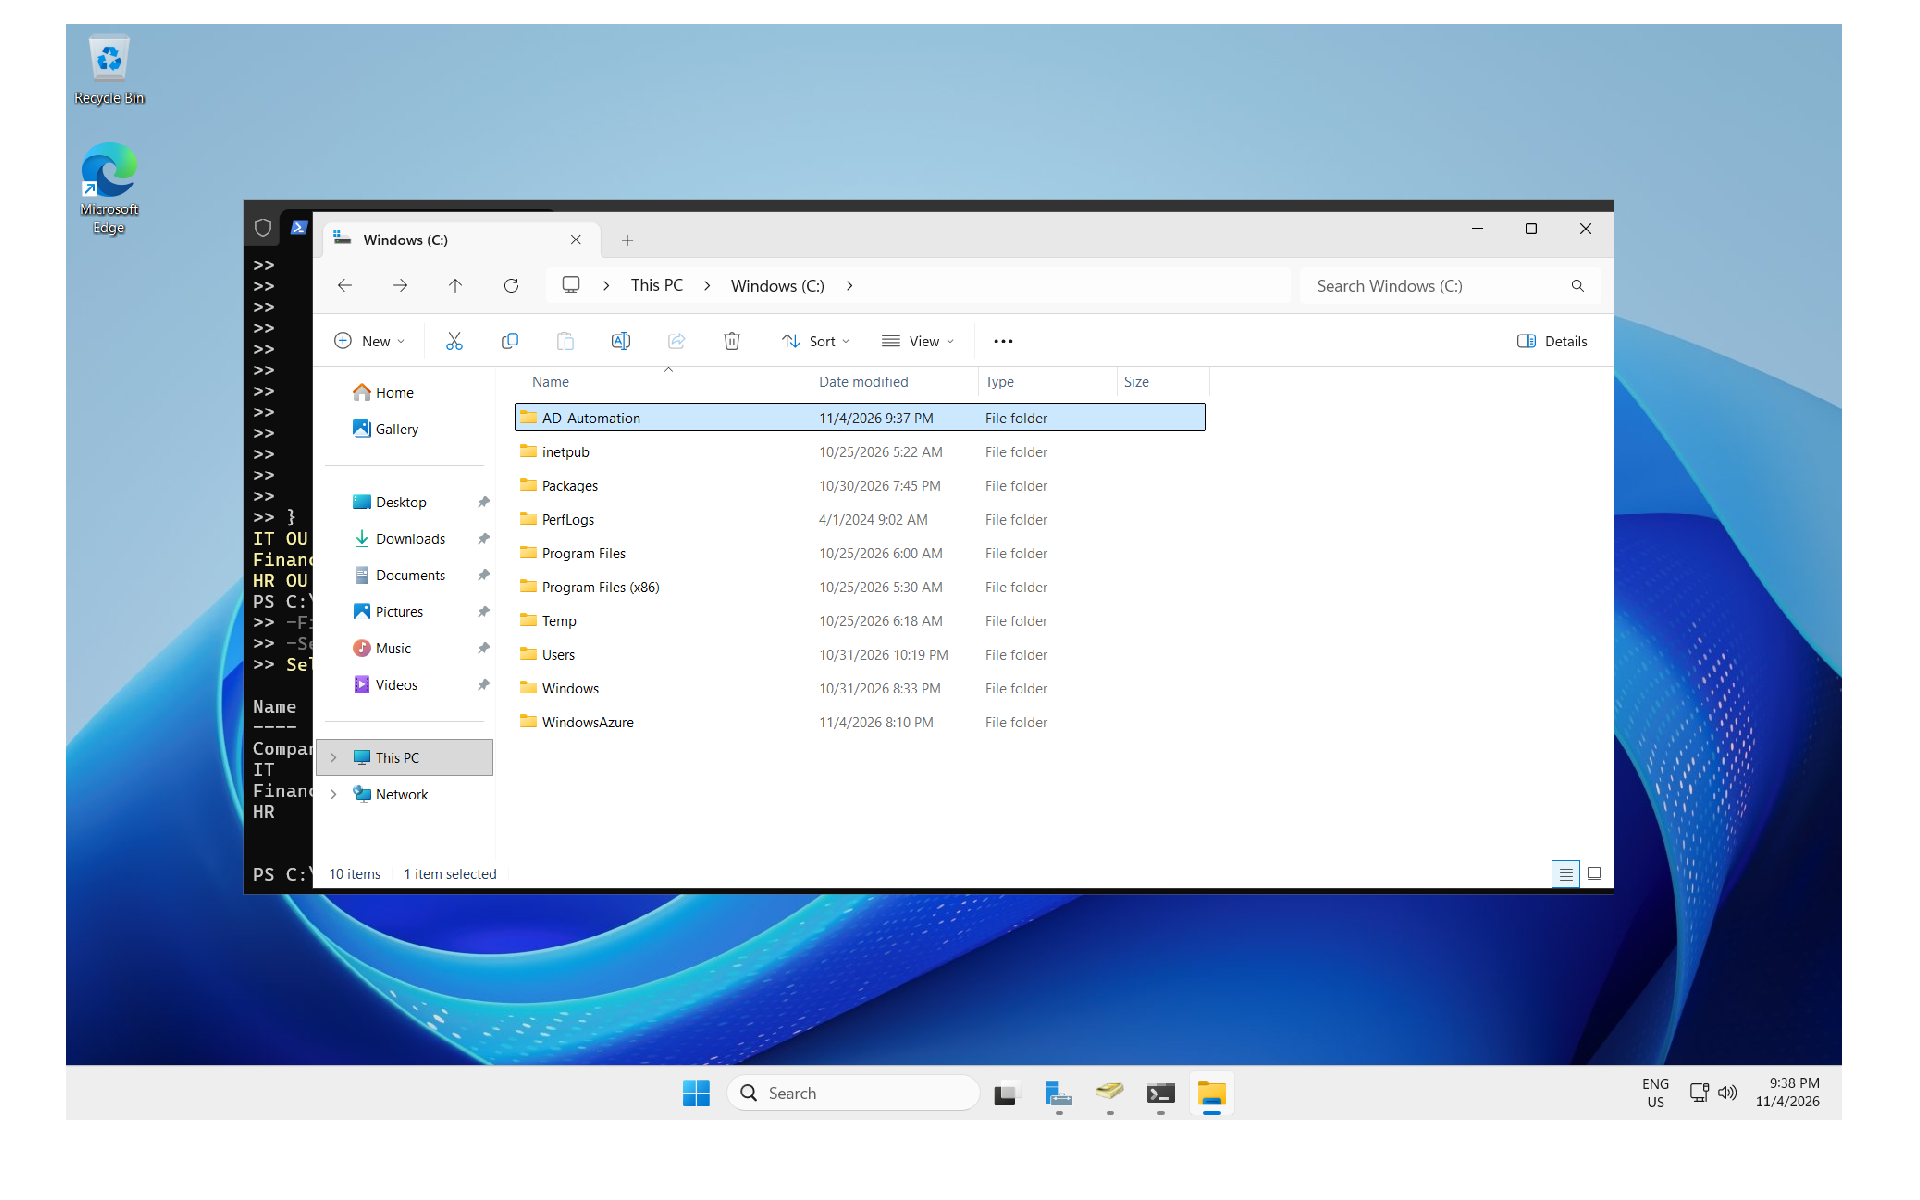 Recycle Bin
Microsoft
Edge
Windows (C:)
This PC
Windows (C:)
Search Windows (C:)
New
Sort
View
Details
Home
Gallery
Desktop
Downloads
Documents
Pictures
Music
Videos
This PC
Network
Name Date modified Type Size
AD-Automation 11/4/2026 9:37 PM File folder
inetpub 10/25/2026 5:22 AM File folder
Packages 10/30/2026 7:45 PM File folder
PerfLogs 4/1/2024 9:02 AM File folder
Program Files 10/25/2026 6:00 AM File folder
Program Files (x86) 10/25/2026 5:30 AM File folder
Temp 10/25/2026 6:18 AM File folder
Users 10/31/2026 10:19 PM File folder
Windows 10/31/2026 8:33 PM File folder
WindowsAzure 11/4/2026 8:10 PM File folder
10 items 1 item selected
>>
>>
>>
>>
>>
>>
>>
>>
>>
>>
>>
>>
>> }
IT OU
HR OU
PS C:\
>>
>>
>>
Name
----
IT
HR
PS C:\
Search
ENG
US
9:38 PM
11/4/2026